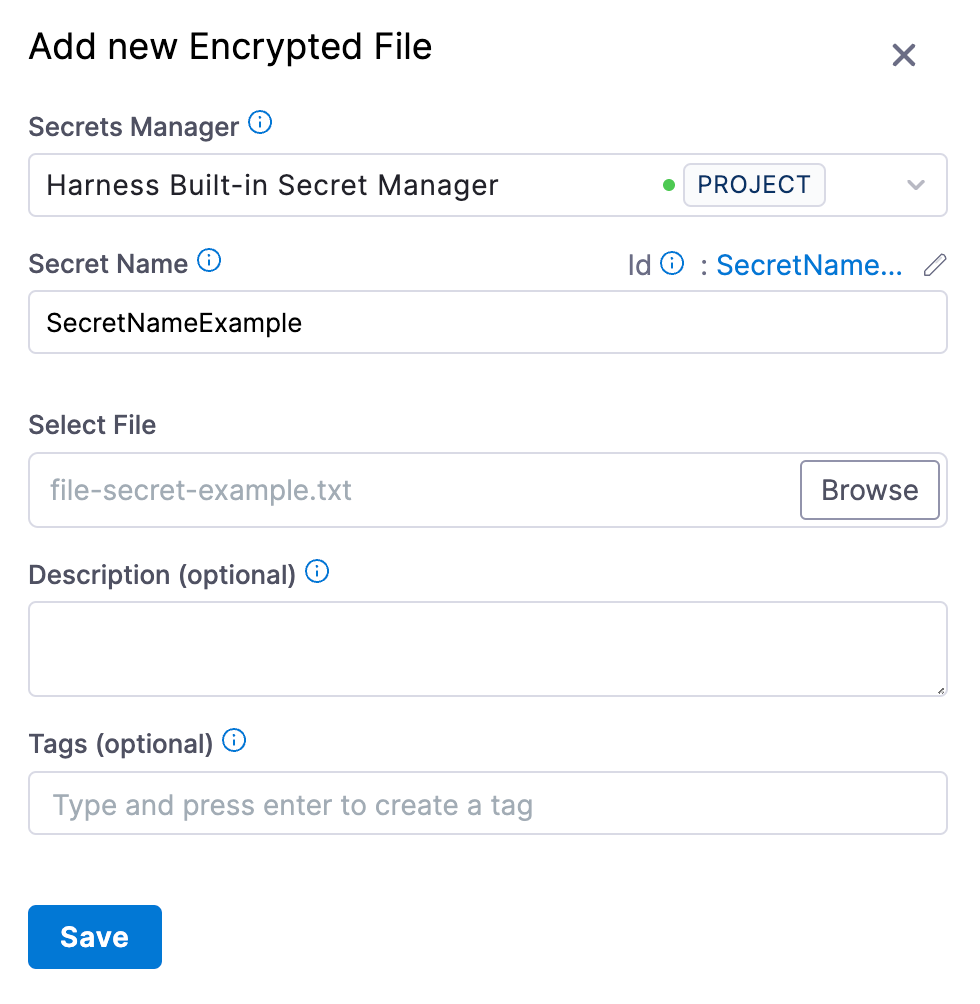 Add new Encrypted File
Secrets Manager
Harness Built-in Secret Manager PROJECT
Secret Name Id : SecretName...
SecretNameExample
Select File
file-secret-example.txt Browse
Description (optional)
Tags (optional)
Type and press enter to create a tag
Save